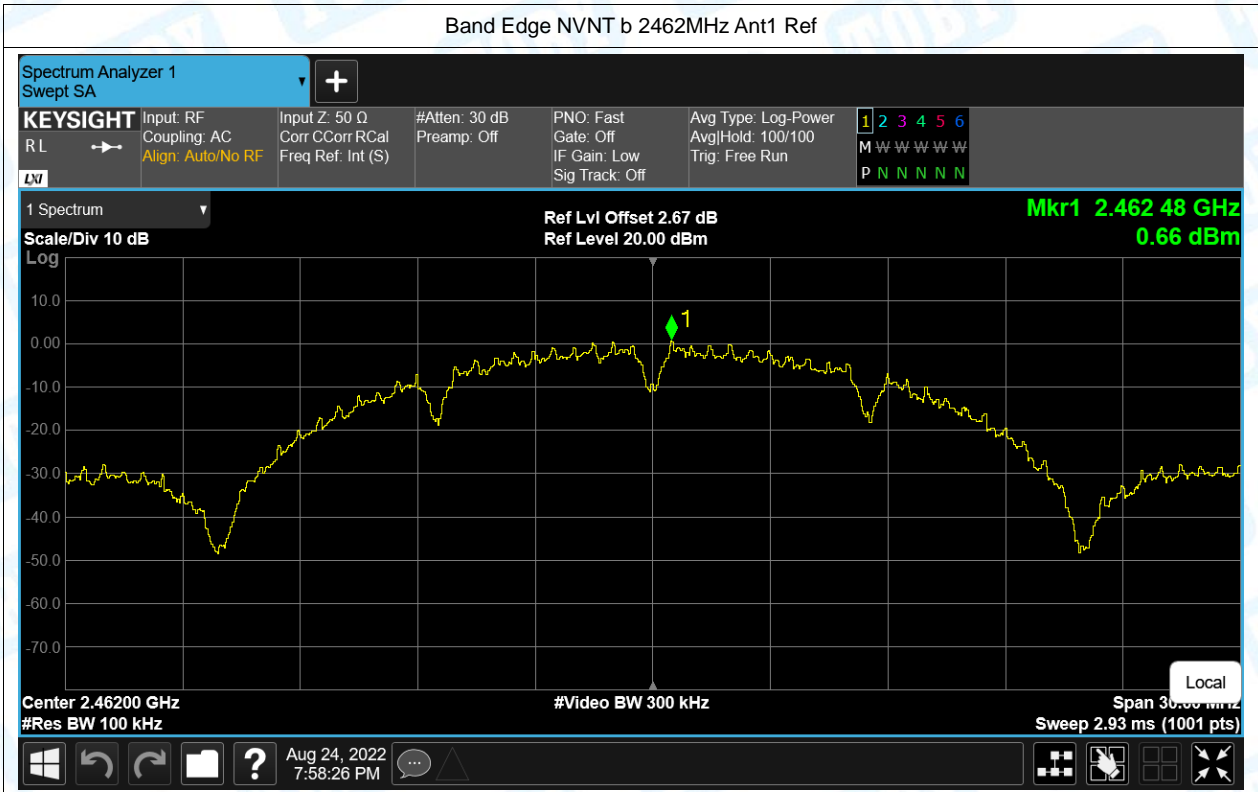 Band Edge NVNT b 2462MHz Ant1 Ref
Spectrum Analyzer 1
Swept SA
+
KEYSIGHT
R L
LXI
Input: RF
Coupling: AC
Align: Auto/No RF
Input Z: 50 Ω
Corr CCorr RCal
Freq Ref: Int (S)
#Atten: 30 dB
Preamp: Off
PNO: Fast
Gate: Off
IF Gain: Low
Sig Track: Off
Avg Type: Log-Power
Avg|Hold: 100/100
Trig: Free Run
1 2 3 4 5 6
M W W W W W
P N N N N N
1 Spectrum
Scale/Div 10 dB
Ref Lvl Offset 2.67 dB
Ref Level 20.00 dBm
Mkr1 2.462 48 GHz
0.66 dBm
Log
10.0
0.00
-10.0
-20.0
-30.0
-40.0
-50.0
-60.0
-70.0
1
Center 2.46200 GHz
#Res BW 100 kHz
#Video BW 300 kHz
Local
Span 30.00 MHz
Sweep 2.93 ms (1001 pts)
?
Aug 24, 2022
7:58:26 PM